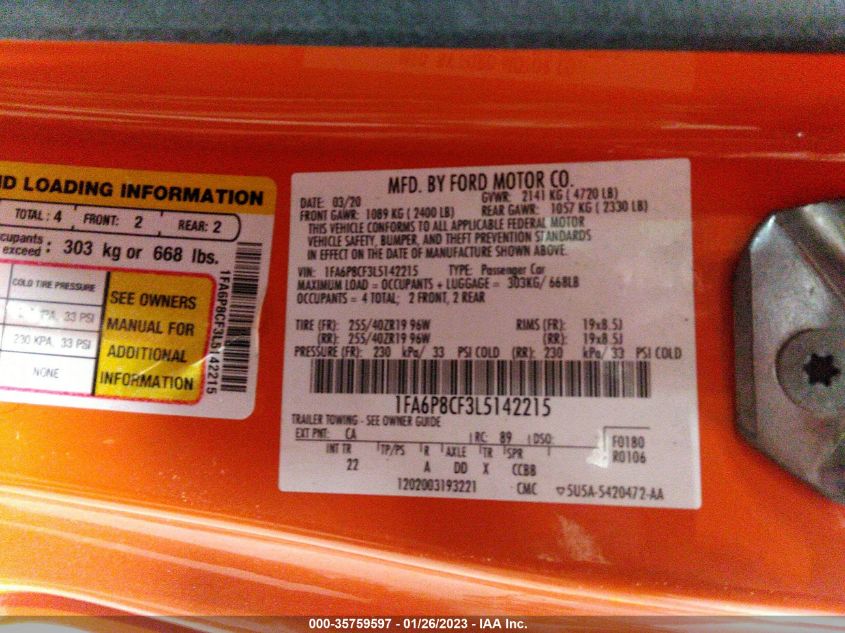 ND LOADING INFORMATION
TOTAL : 4 FRONT: 2 REAR: 2
cupants exceed : 303 kg or 668 lbs.
COLD TIRE PRESSURE
KPA, 33 PSI
230 KPA, 33 PSI
NONE
SEE OWNERS
MANUAL FOR
ADDITIONAL
INFORMATION
1FA6P8CF3L5142215
MFD. BY FORD MOTOR CO.
DATE: 03/20 GVWR: 2141 KG ( 4720 LB)
FRONT GAWR: 1089 KG ( 2400 LB) REAR GAWR: 1057 KG ( 2330 LB)
THIS VEHICLE CONFORMS TO ALL APPLICABLE FEDERAL MOTOR
VEHICLE SAFETY, BUMPER, AND THEFT PREVENTION STANDARDS
IN EFFECT ON THE DATE OF MANUFACTURE SHOWN ABOVE.
VIN: 1FA6P8CF3L5142215 TYPE: Passenger Car
MAXIMUM LOAD = OCCUPANTS + LUGGAGE = 303KG/ 668LB
OCCUPANTS = 4 TOTAL; 2 FRONT, 2 REAR
TIRE (FR): 255/40ZR19 96W RIMS (FR): 19x8.5J
(RR): 255/40ZR19 96W (RR): 19x8.5J
PRESSURE (FR): 230 kPa/ 33 PSI COLD (RR): 230 kPa/ 33 PSI COLD
1FA6P8CF3L5142215
TRAILER TOWING - SEE OWNER GUIDE
EXT PNT: CA RC: 89 DSO: F0180
INT TR TP/PS R AXLE TR SPR R0106
22 A DD X CCBB
1202003193221 CMC 5U5A-5420472-AA
000-35759597 - 01/26/2023 - IAA Inc.